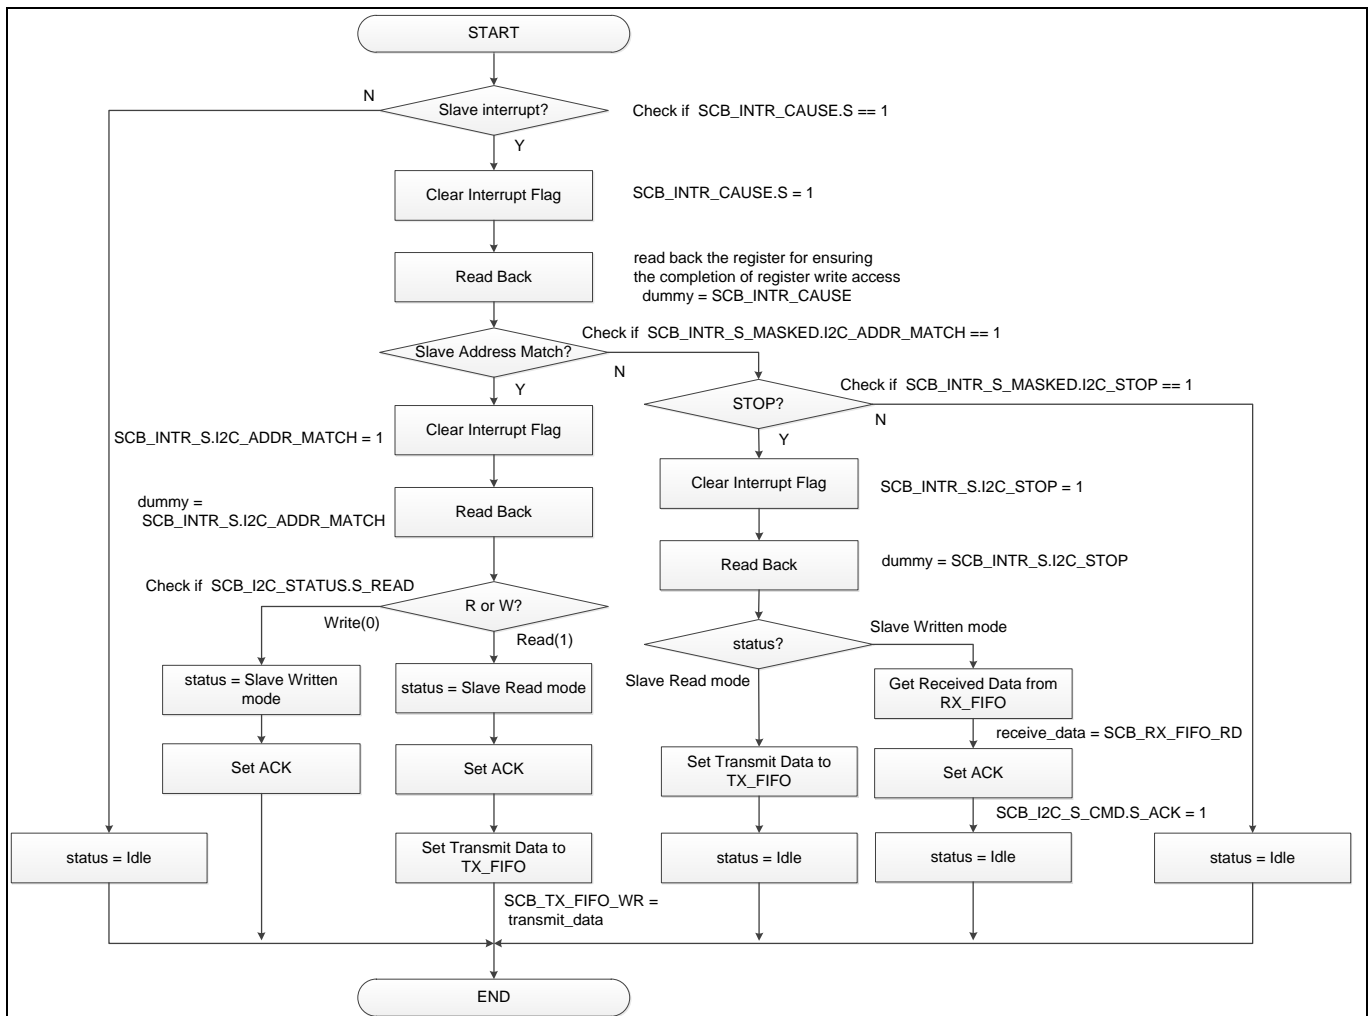 START
N
Slave interrupt?
Check if  SCB_INTR_CAUSE.S == 1
Y
Clear Interrupt Flag
SCB_INTR_CAUSE.S = 1
Read Back
read back the register for ensuring
the completion of register write access
dummy = SCB_INTR_CAUSE
Check if  SCB_INTR_S_MASKED.I2C_ADDR_MATCH == 1
Slave Address Match?
N
Y
Check if  SCB_INTR_S_MASKED.I2C_STOP == 1
STOP?
N
Y
Clear Interrupt Flag
SCB_INTR_S.I2C_ADDR_MATCH = 1
Clear Interrupt Flag
SCB_INTR_S.I2C_STOP = 1
dummy =
SCB_INTR_S.I2C_ADDR_MATCH
Read Back
Read Back
dummy = SCB_INTR_S.I2C_STOP
Check if  SCB_I2C_STATUS.S_READ
R or W?
Write(0)
Read(1)
status?
Slave Written mode
Slave Read mode
status = Slave Written
mode
status = Slave Read mode
Get Received Data from
RX_FIFO
receive_data = SCB_RX_FIFO_RD
Set ACK
Set ACK
Set Transmit Data to
TX_FIFO
Set ACK
SCB_I2C_S_CMD.S_ACK = 1
status = Idle
Set Transmit Data to
TX_FIFO
status = Idle
status = Idle
status = Idle
SCB_TX_FIFO_WR =
transmit_data
END